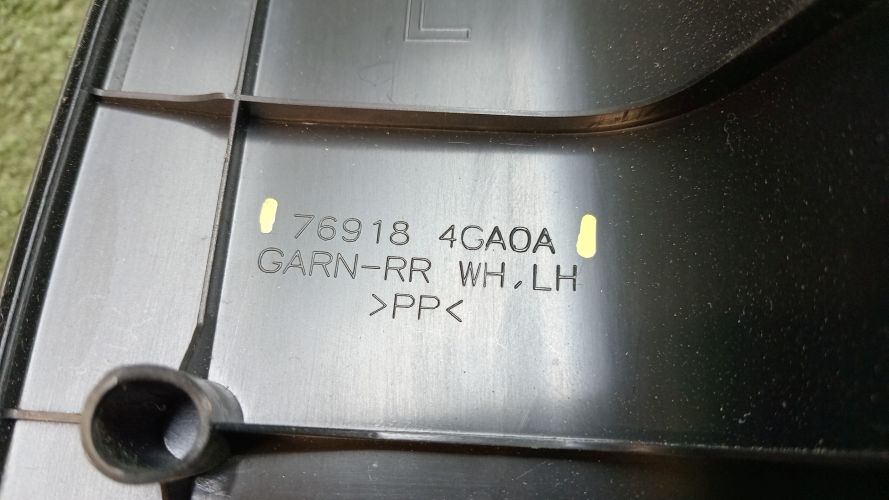 L
76918 4GA0A
GARN-RR WH,LH
>PP<